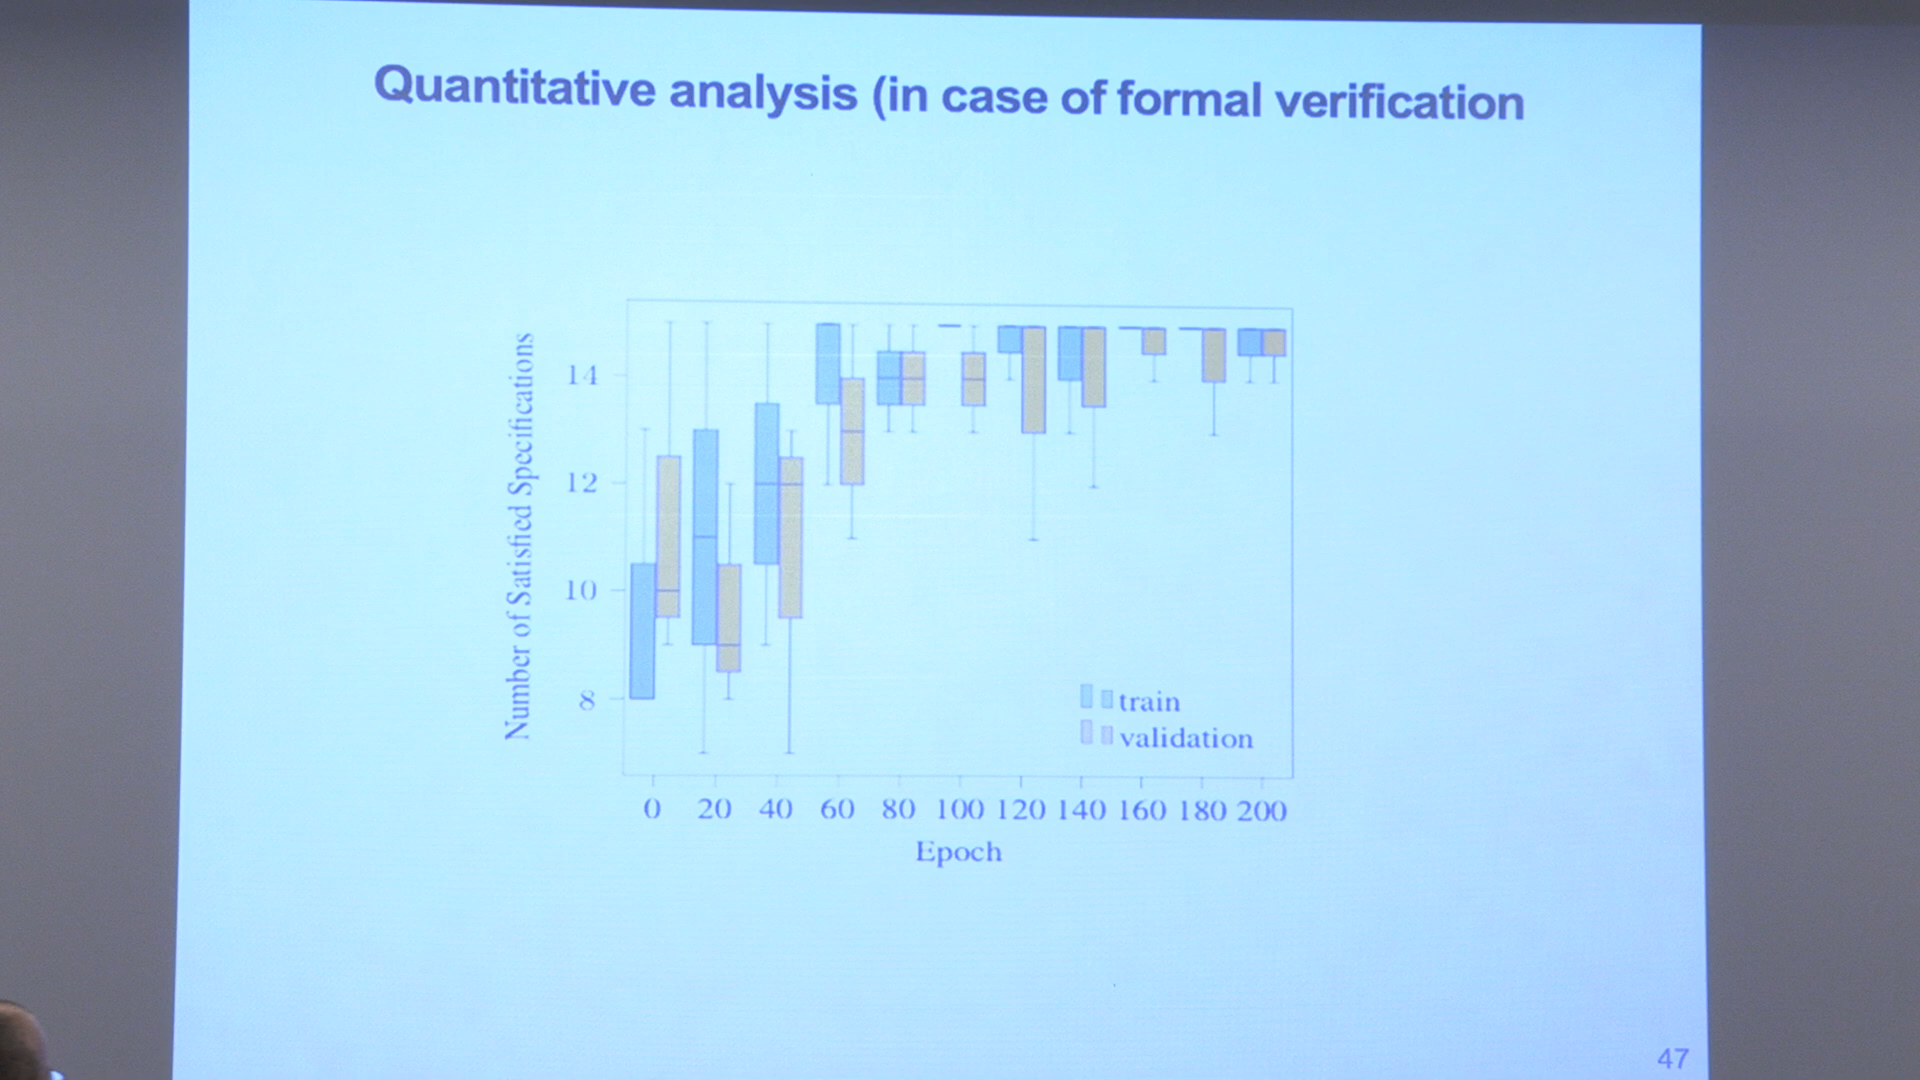 Quantitative analysis (in case of formal verification
Number of Satisfied Specifications
14
12
10
8
train
validation
0 20 40 60 80 100 120 140 160 180 200
Epoch
47